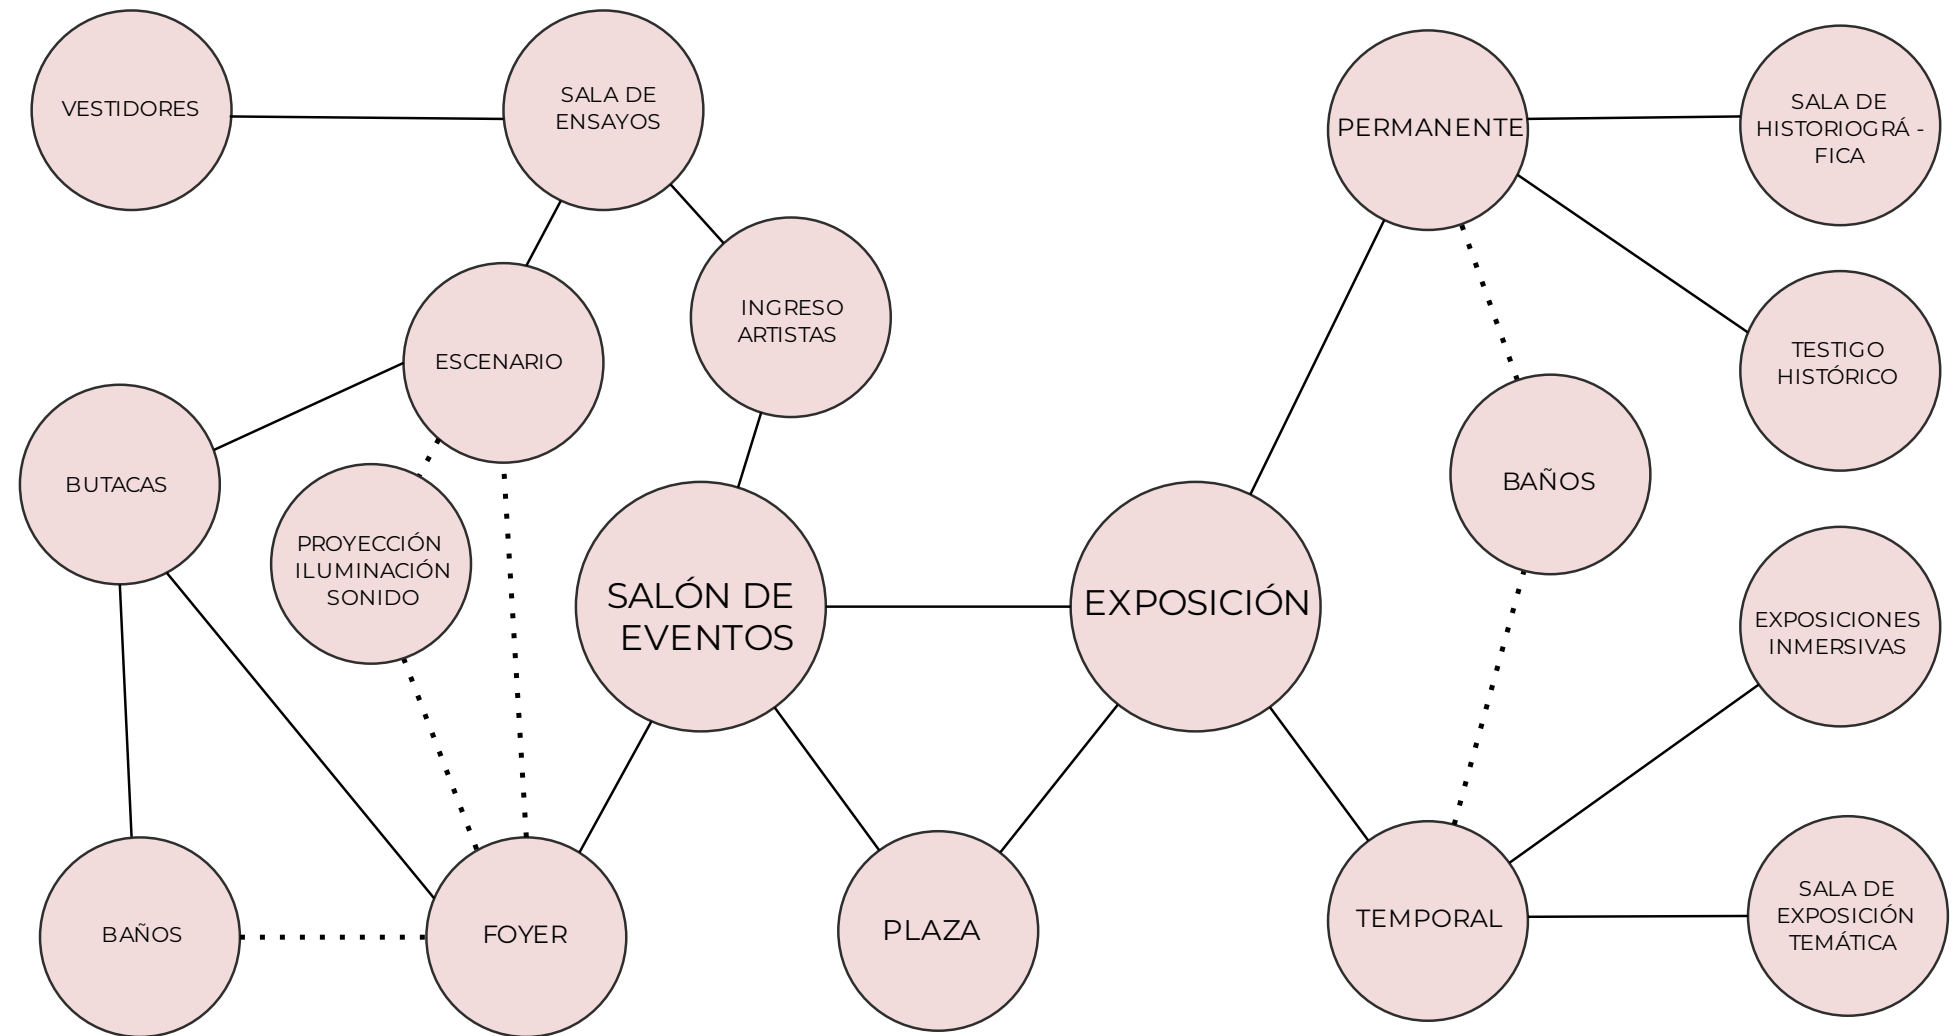 VESTIDORES
SALA DE
ENSAYOS
PERMANENTE
SALA DE
HISTORIOGRÁ -
FICA
INGRESO
ARTISTAS
ESCENARIO
TESTIGO
HISTÓRICO
BUTACAS
BAÑOS
PROYECCIÓN
ILUMINACIÓN
SONIDO
SALÓN DE
EVENTOS
EXPOSICIÓN
EXPOSICIONES
INMERSIVAS
BAÑOS
FOYER
PLAZA
TEMPORAL
SALA DE
EXPOSICIÓN
TEMÁTICA